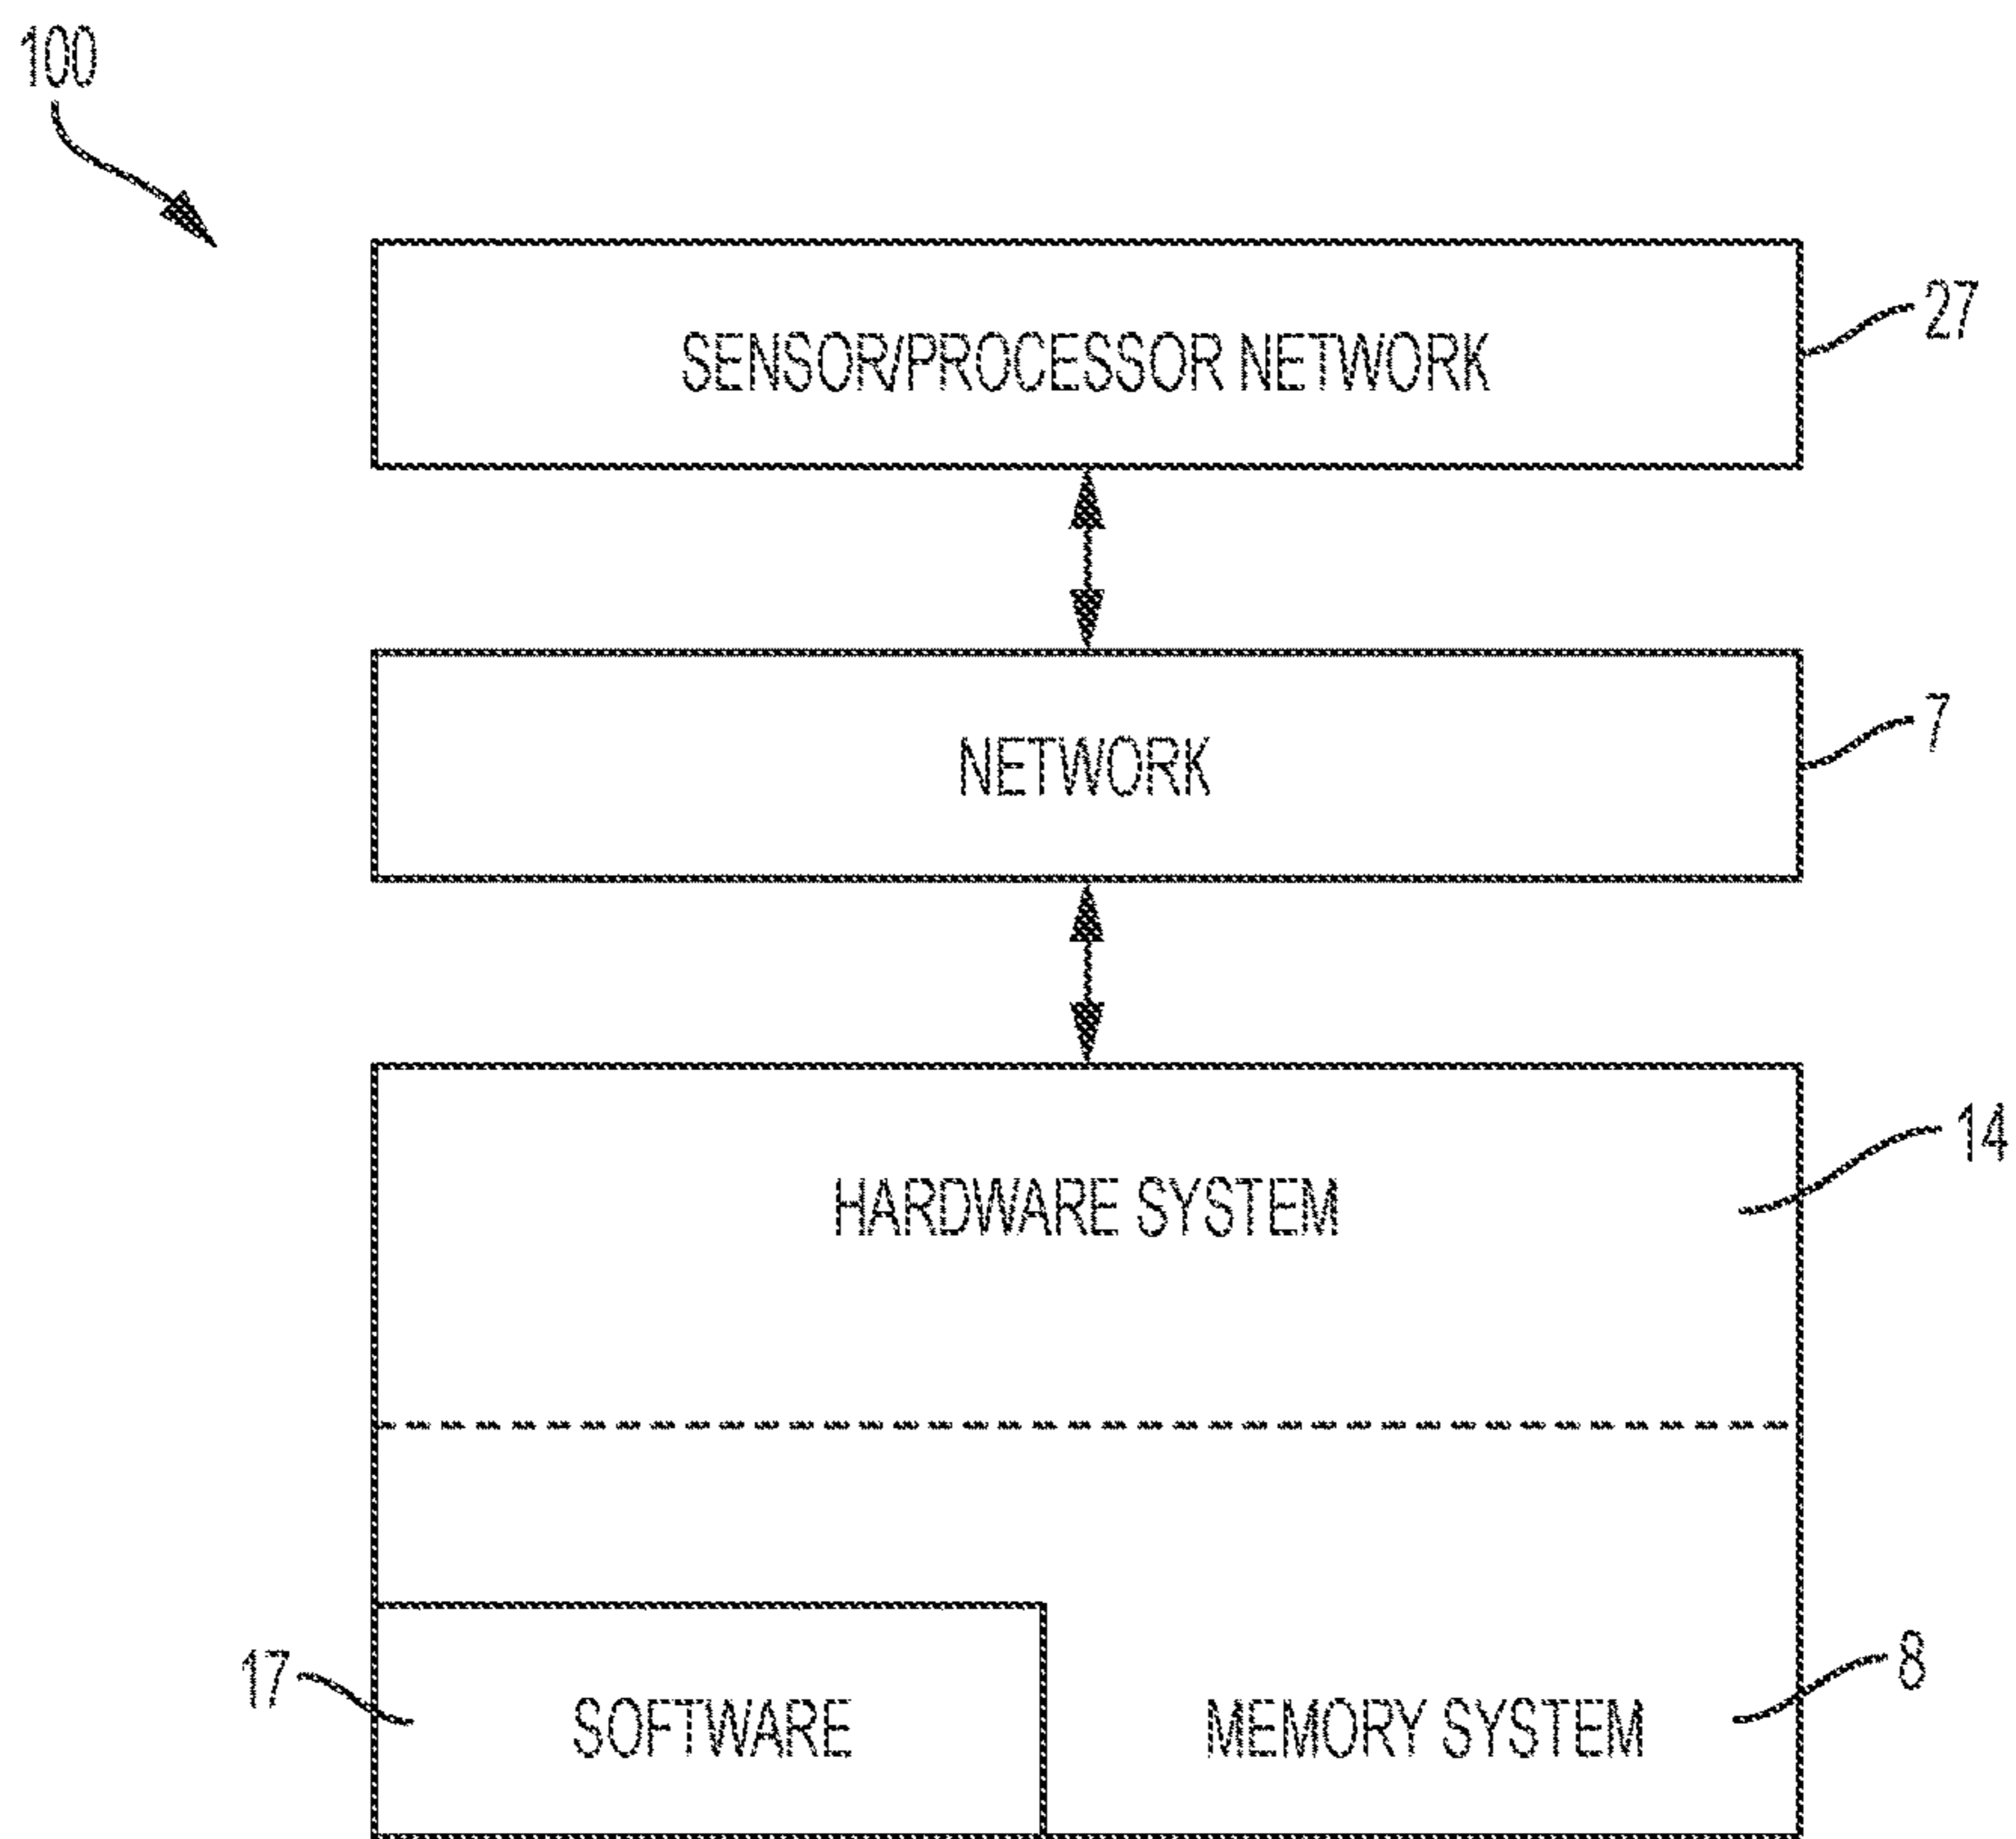 100
SENSOR/PROCESSOR NETWORK
27
NETWORK
7
HARDWARE SYSTEM
14
17
SOFTWARE
MEMORY SYSTEM
8